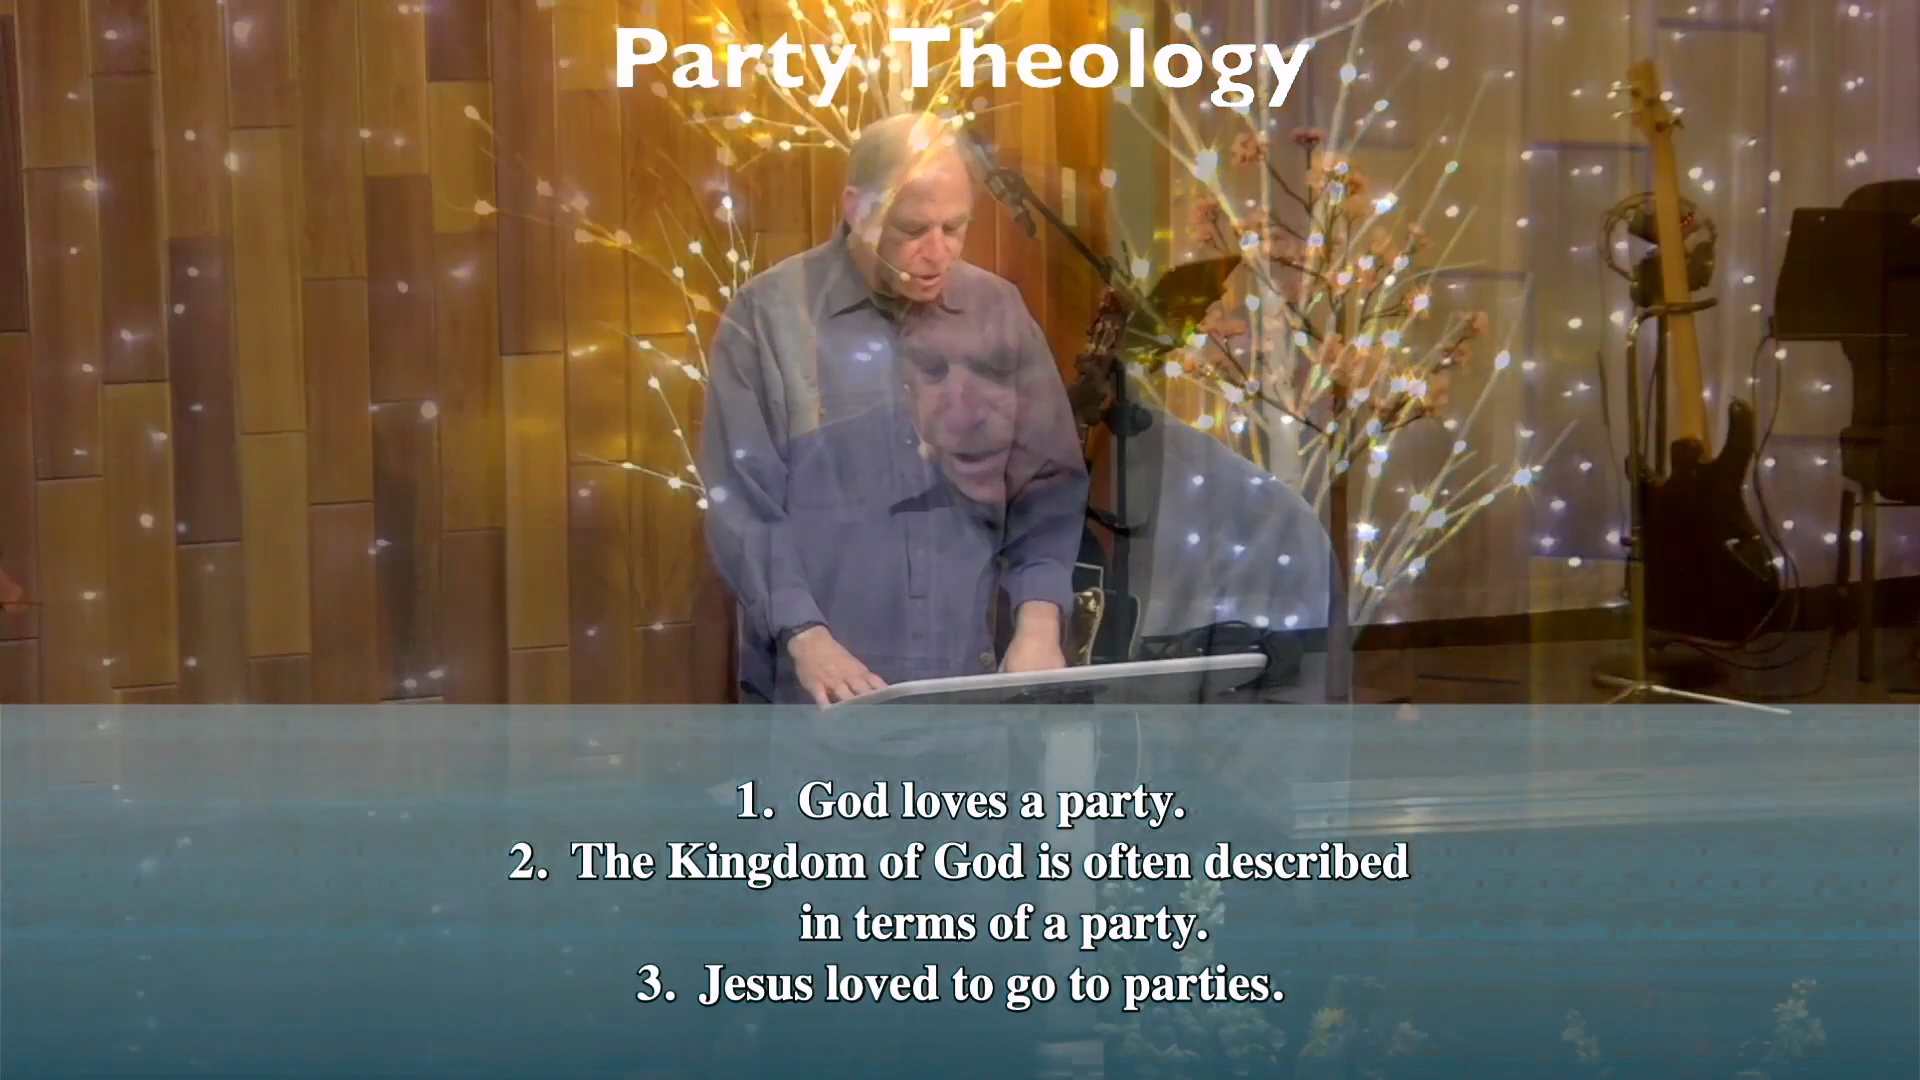 Party Theology
1. God loves a party.
2. The Kingdom of God is often described
in terms of a party.
3. Jesus loved to go to parties.